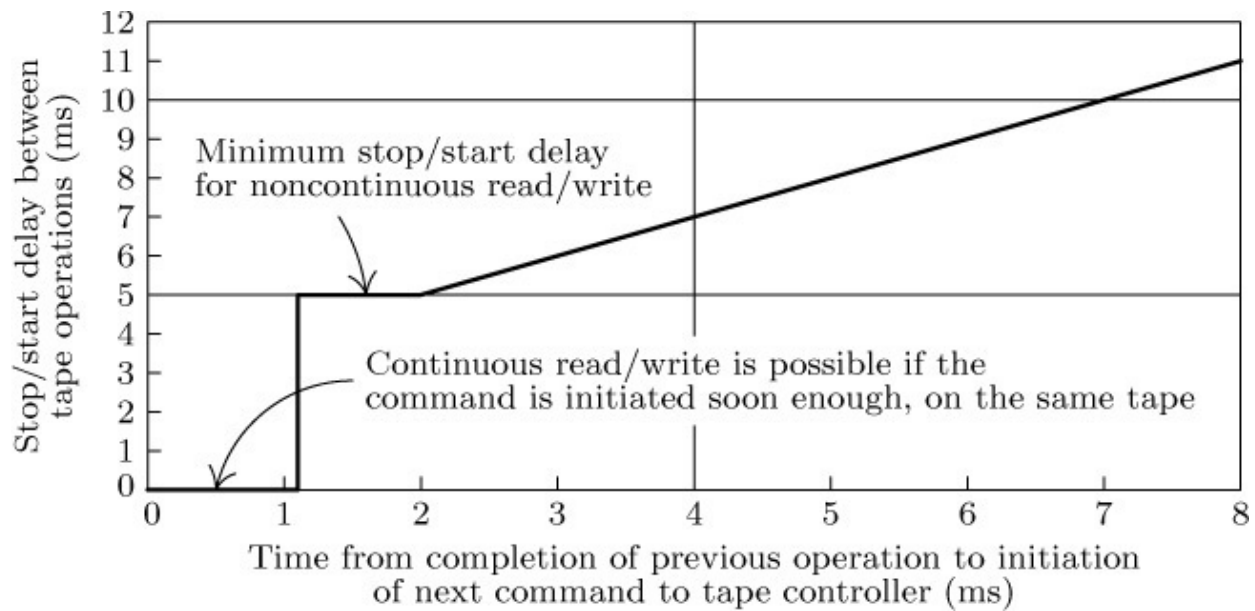 Stop/start delay between
tape operations (ms)
12
11
10
9
8
7
6
5
4
3
2
1
0
Minimum stop/start delay
for noncontinuous read/write
Continuous read/write is possible if the
command is initiated soon enough, on the same tape
0 1 2 3 4 5 6 7 8
Time from completion of previous operation to initiation
of next command to tape controller (ms)